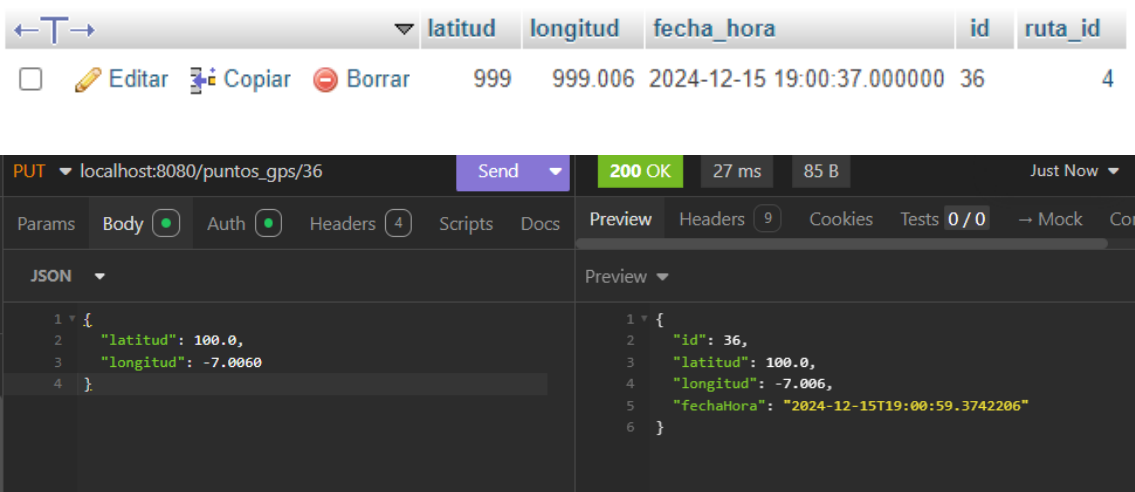 ←T→ latitud longitud fecha_hora id ruta_id
Editar Copiar Borrar 999 999.006 2024-12-15 19:00:37.000000 36 4
PUT localhost:8080/puntos_gps/36 Send 200 OK 27 ms 85 B Just Now
Params Body Auth Headers 4 Scripts Docs
Preview Headers 9 Cookies Tests 0 / 0 → Mock
JSON
Preview
1 {
2 "latitud": 100.0,
3 "longitud": -7.0060
4 }
1 {
2 "id": 36,
3 "latitud": 100.0,
4 "longitud": -7.006,
5 "fechaHora": "2024-12-15T19:00:59.3742206"
6 }